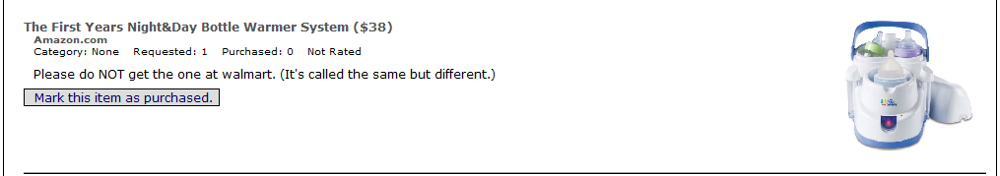 The First Years Night&Day Bottle Warmer System ($38)
Amazon.com
Category: None Requested: 1 Purchased: 0 Not Rated
Please do NOT get the one at walmart. (It's called the same but different.)
Mark this item as purchased.